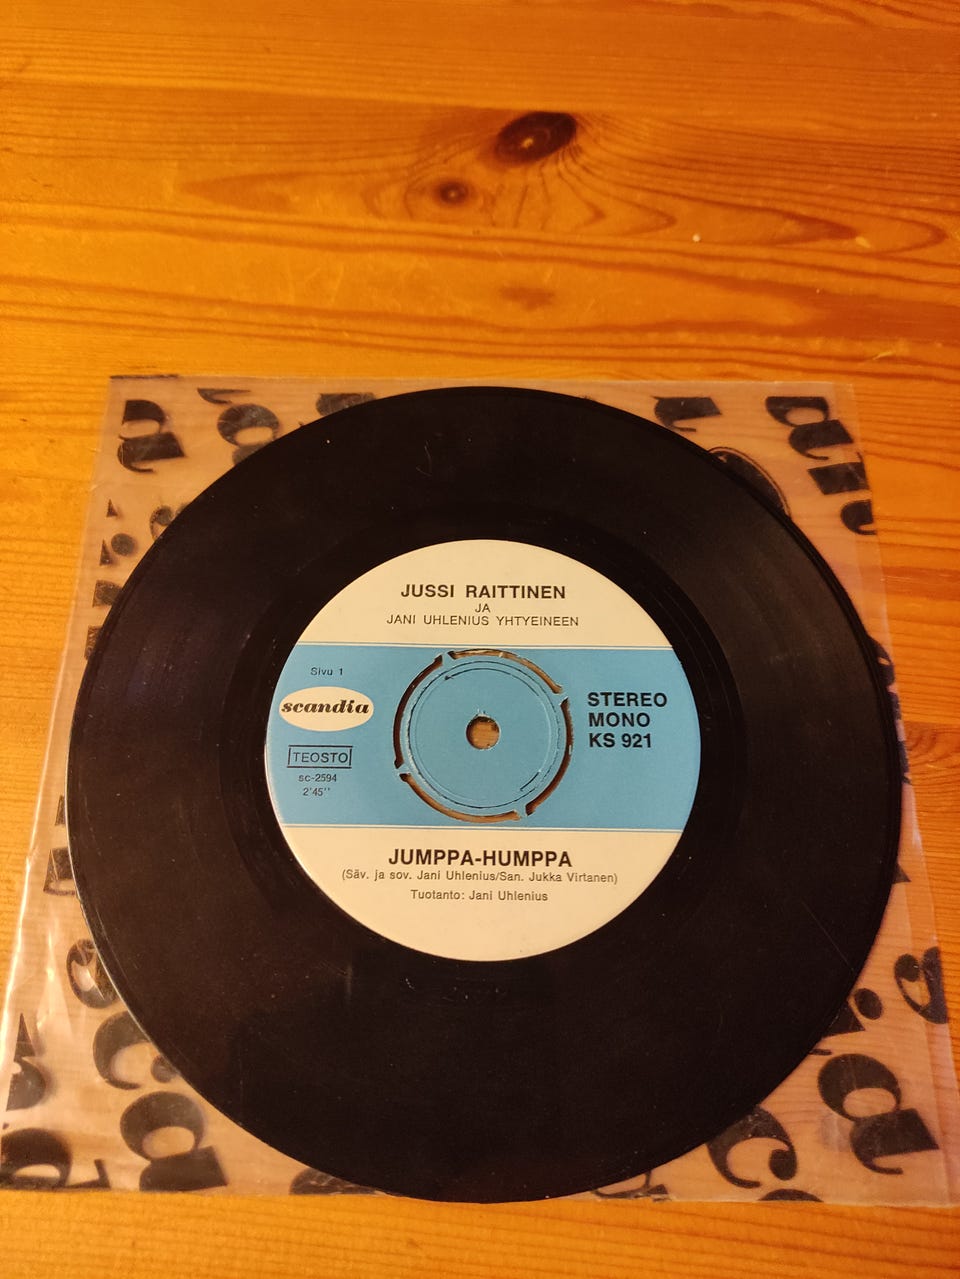 JUSSI RAITTINEN
JA
JANI UHLENIUS YHTYEINEEN
Sivu 1
scandia
TEOSTO
sc-2594
2'45''
STEREO
MONO
KS 921
JUMPPA-HUMPPA
(Säv. ja sov. Jani Uhlenius/San. Jukka Virtanen)
Tuotanto: Jani Uhlenius